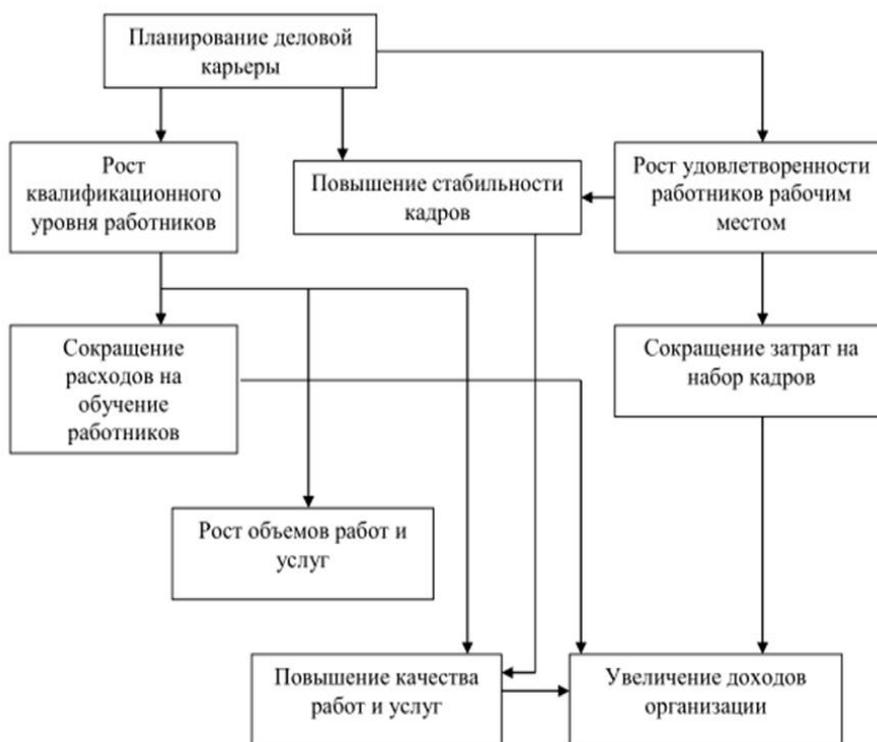 Планирование деловой
карьеры
Рост
квалификационного
уровня работников
Повышение стабильности
кадров
Рост удовлетворенности
работников рабочим
местом
Сокращение
расходов на
обучение
работников
Сокращение затрат на
набор кадров
Рост объемов работ и
услуг
Повышение качества
работ и услуг
Увеличение доходов
организации